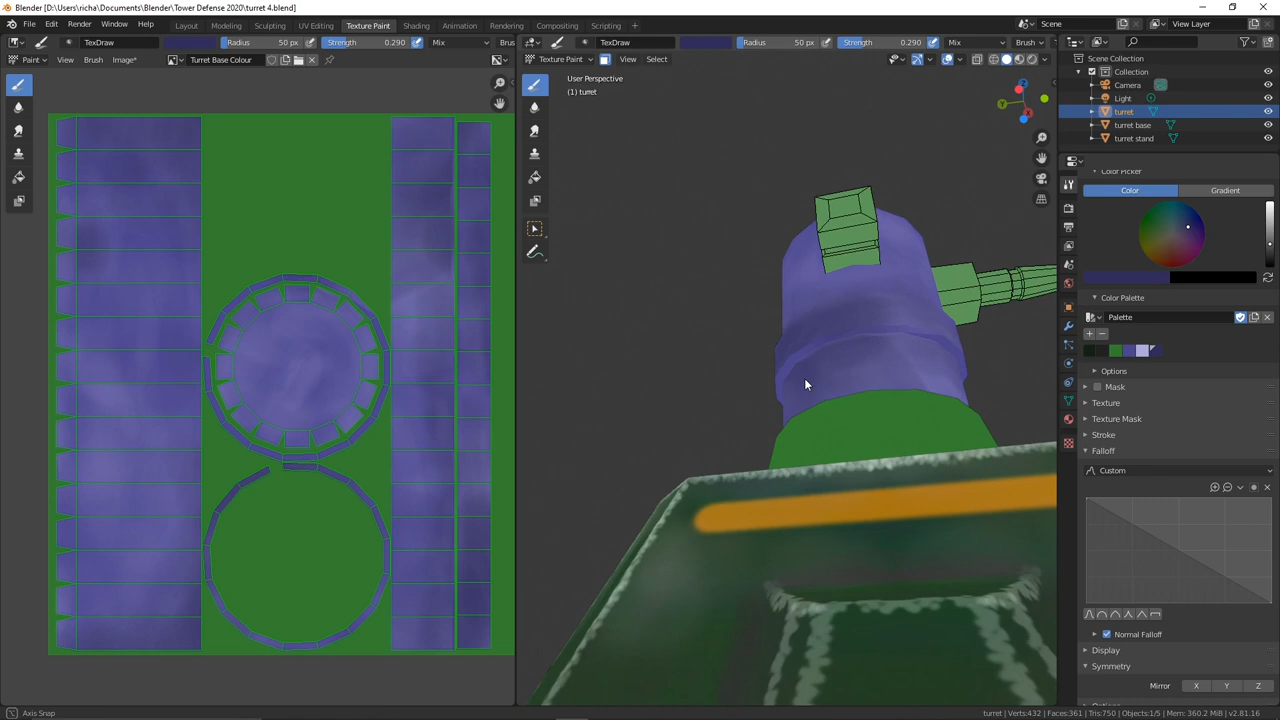 Blender [D:\Users\richa\Documents\Blender\Tower Defense 2020\turret 4.blend]
File Edit Render Window Help Layout Modeling Sculpting UV Editing Texture Paint Shading Animation Rendering Compositing Scripting Scene View Layer
TexDraw Radius 50 px Strength 0.290 Mix Brus TexDraw Radius 50 px Strength 0.290 Mix Brush
Paint View Brush Image* Turret Base Colour Texture Paint View Select
Scene Collection
User Perspective
(1) turret
Collection
Camera
Light
turret
turret base
turret stand
Color Picker
Color Gradient
Color Palette
Palette
Options
Mask
Texture
Texture Mask
Stroke
Falloff
Custom
Normal Falloff
Display
Symmetry
Mirror X Y Z
Axis Snap turret | Verts:432 | Faces:361 | Tris:750 | Objects:1/5 | Mem: 360.2 MiB | v2.81.16